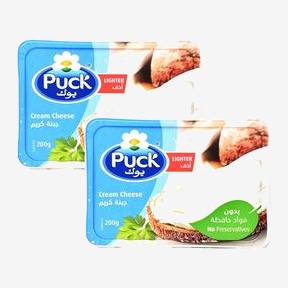 Puck
بوك
LIGHTER
أخف
Cream Cheese
جبنة كريم
200g
Puck
بوك
LIGHTER
أخف
Cream Cheese
جبنة كريم
200g
بدون
مواد حافظة
No Preservatives